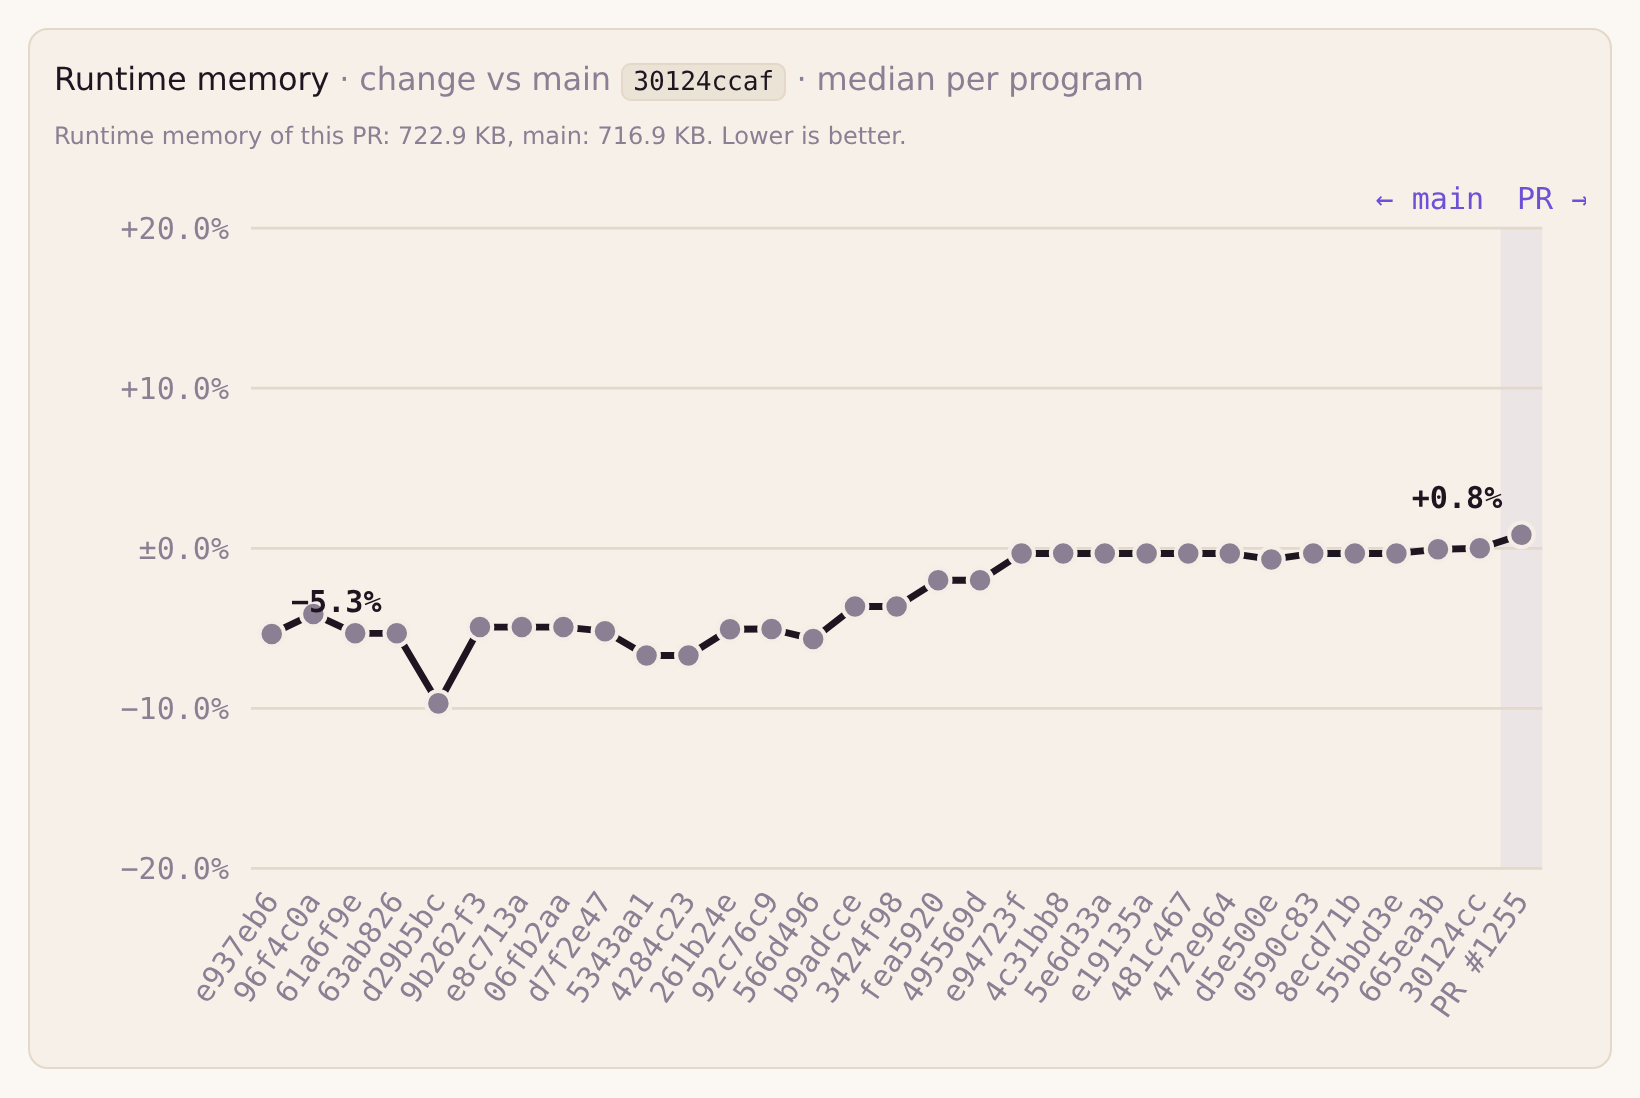 Runtime memory · change vs main 30124ccaf · median per program
Runtime memory of this PR: 722.9 KB, main: 716.9 KB. Lower is better.
← main PR →
+20.0%
+10.0%
+0.8%
±0.0%
−5.3%
−10.0%
−20.0%
e937eb6
96f4c0a
61a6f9e
63ab826
d29b5bc
9b262f3
e8c713a
06fb2aa
d7f2e47
5343aa1
4284c23
261b24e
92c76c9
566d496
b9adcce
3424f98
fea5920
495569d
e94723f
4c31bb8
5e6d33a
e19135a
481c467
472e964
d5e500e
0590c83
8ecd71b
55bbd3e
665ea3b
30124cc
PR #1255